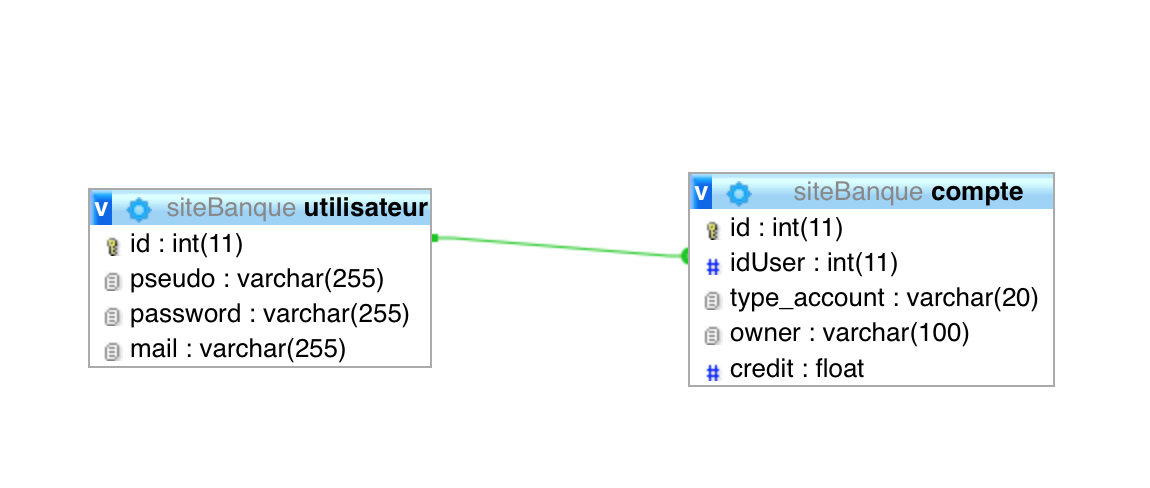 v siteBanque utilisateur
id : int(11)
pseudo : varchar(255)
password : varchar(255)
mail : varchar(255)
v siteBanque compte
id : int(11)
# idUser : int(11)
type_account : varchar(20)
owner : varchar(100)
# credit : float